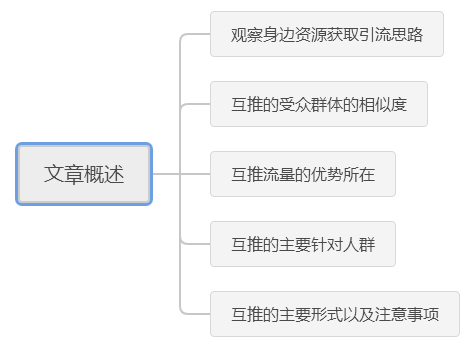 文章概述
观察身边资源获取引流思路
互推的受众群体的相似度
互推流量的优势所在
互推的主要针对人群
互推的主要形式以及注意事项